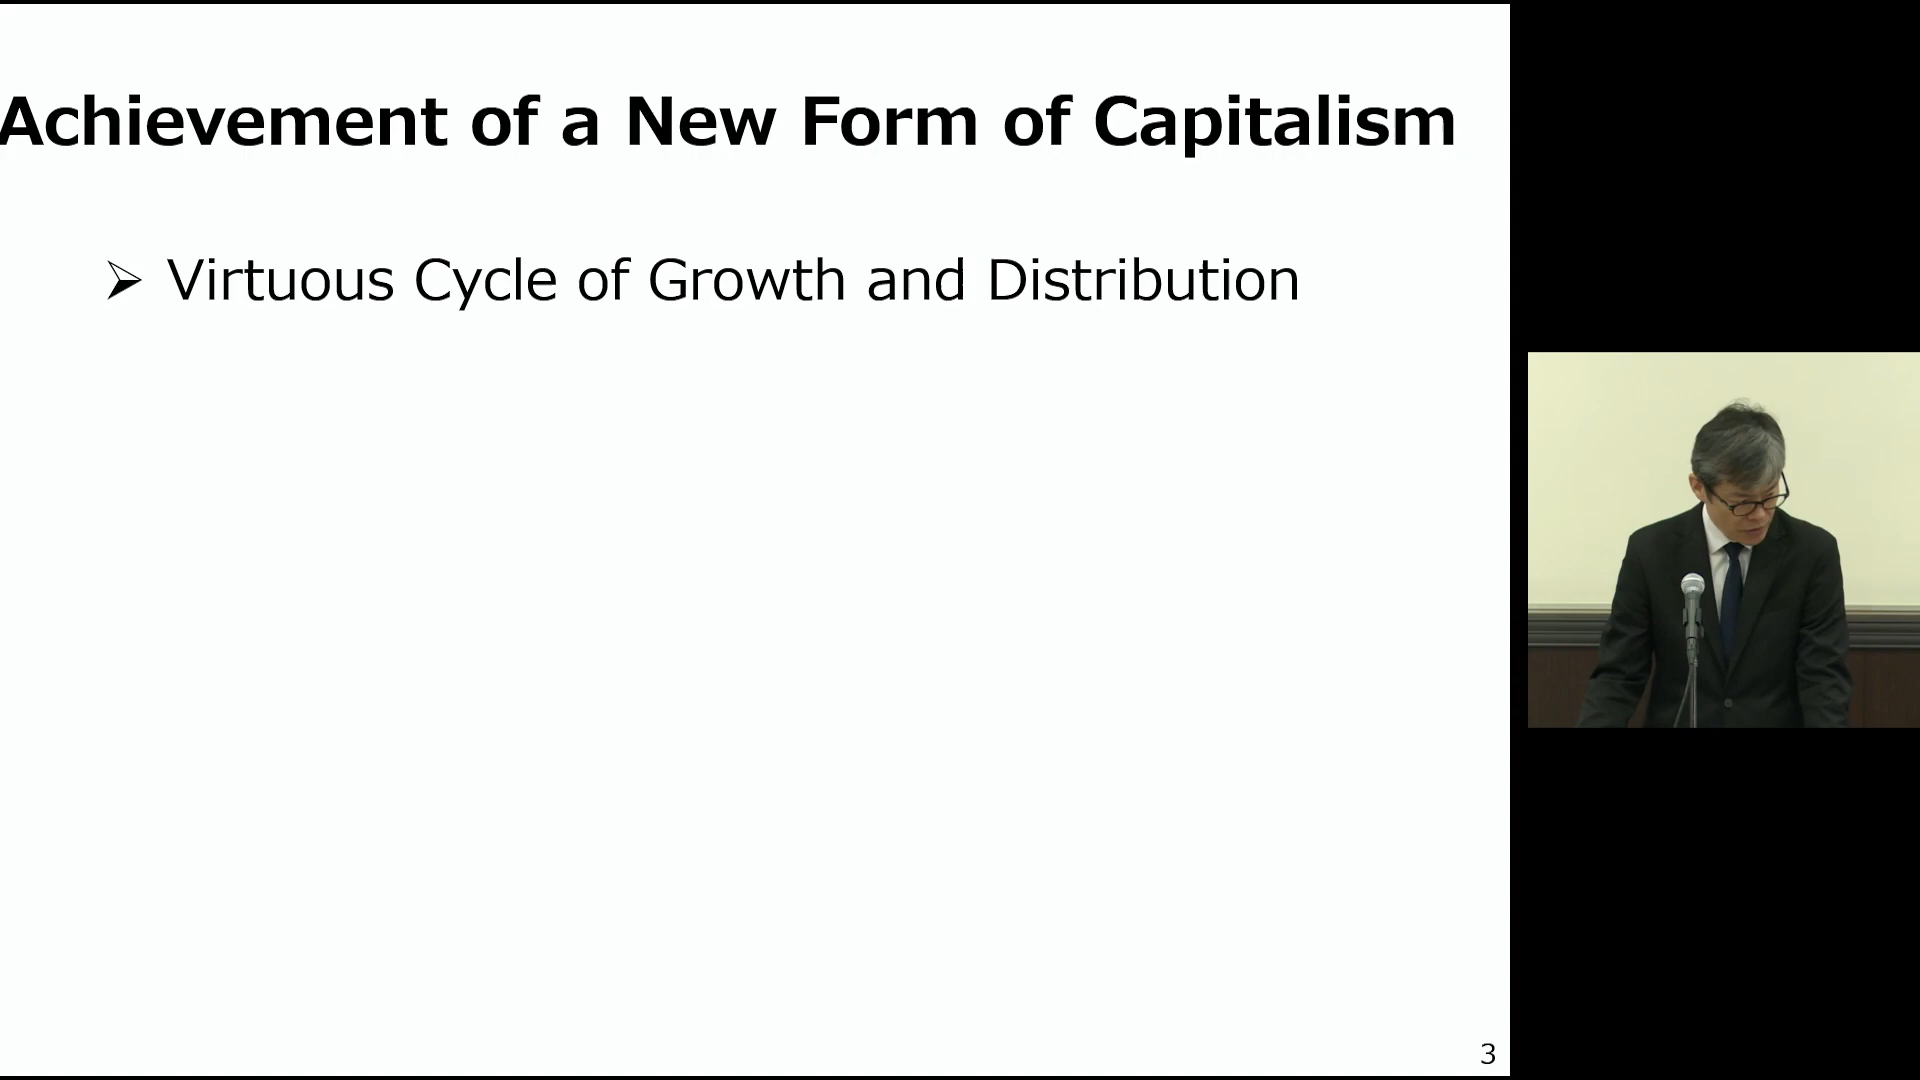 Achievement of a New Form of Capitalism
➢ Virtuous Cycle of Growth and Distribution
3